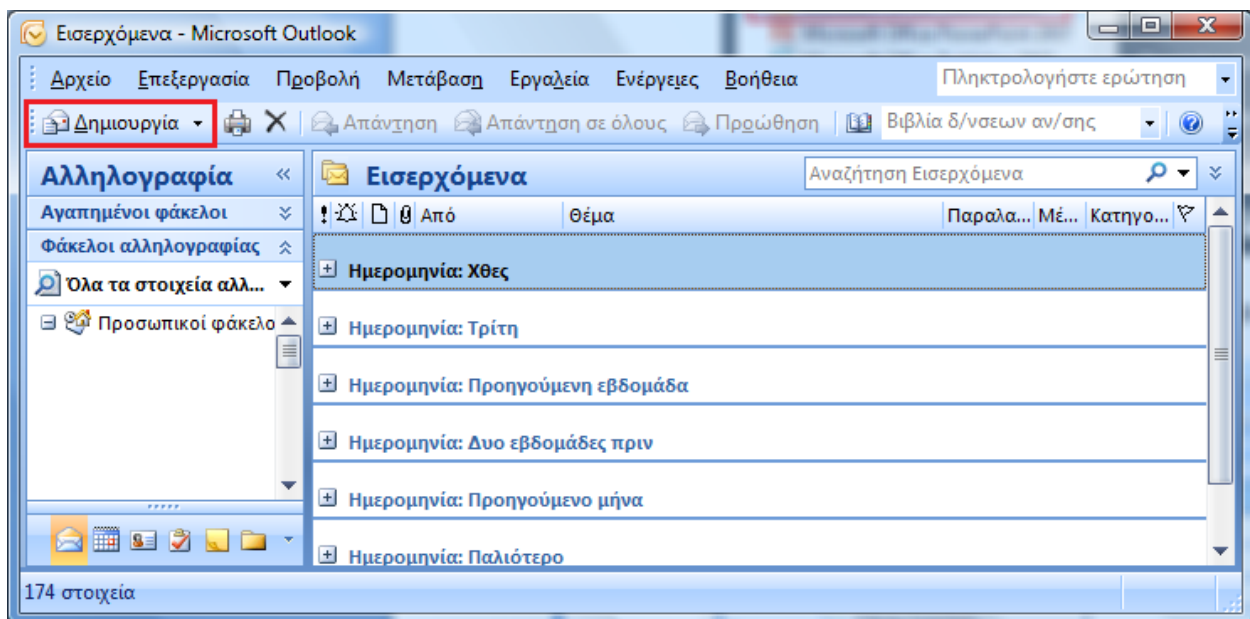 Εισερχόμενα - Microsoft Outlook
Αρχείο Επεξεργασία Προβολή Μετάβαση Εργαλεία Ενέργειες Βοήθεια Πληκτρολογήστε ερώτηση
Δημιουργία Απάντηση Απάντηση σε όλους Προώθηση Βιβλία δ/νσεων αν/σης
Αλληλογραφία « Εισερχόμενα Αναζήτηση Εισερχόμενα
Αγαπημένοι φάκελοι Από Θέμα Παραλα... Μέ... Κατηγο...
Φάκελοι αλληλογραφίας
Ημερομηνία: Χθες
Όλα τα στοιχεία αλλ...
Προσωπικοί φάκελο
Ημερομηνία: Τρίτη
Ημερομηνία: Προηγούμενη εβδομάδα
Ημερομηνία: Δυο εβδομάδες πριν
Ημερομηνία: Προηγούμενο μήνα
Ημερομηνία: Παλιότερο
174 στοιχεία